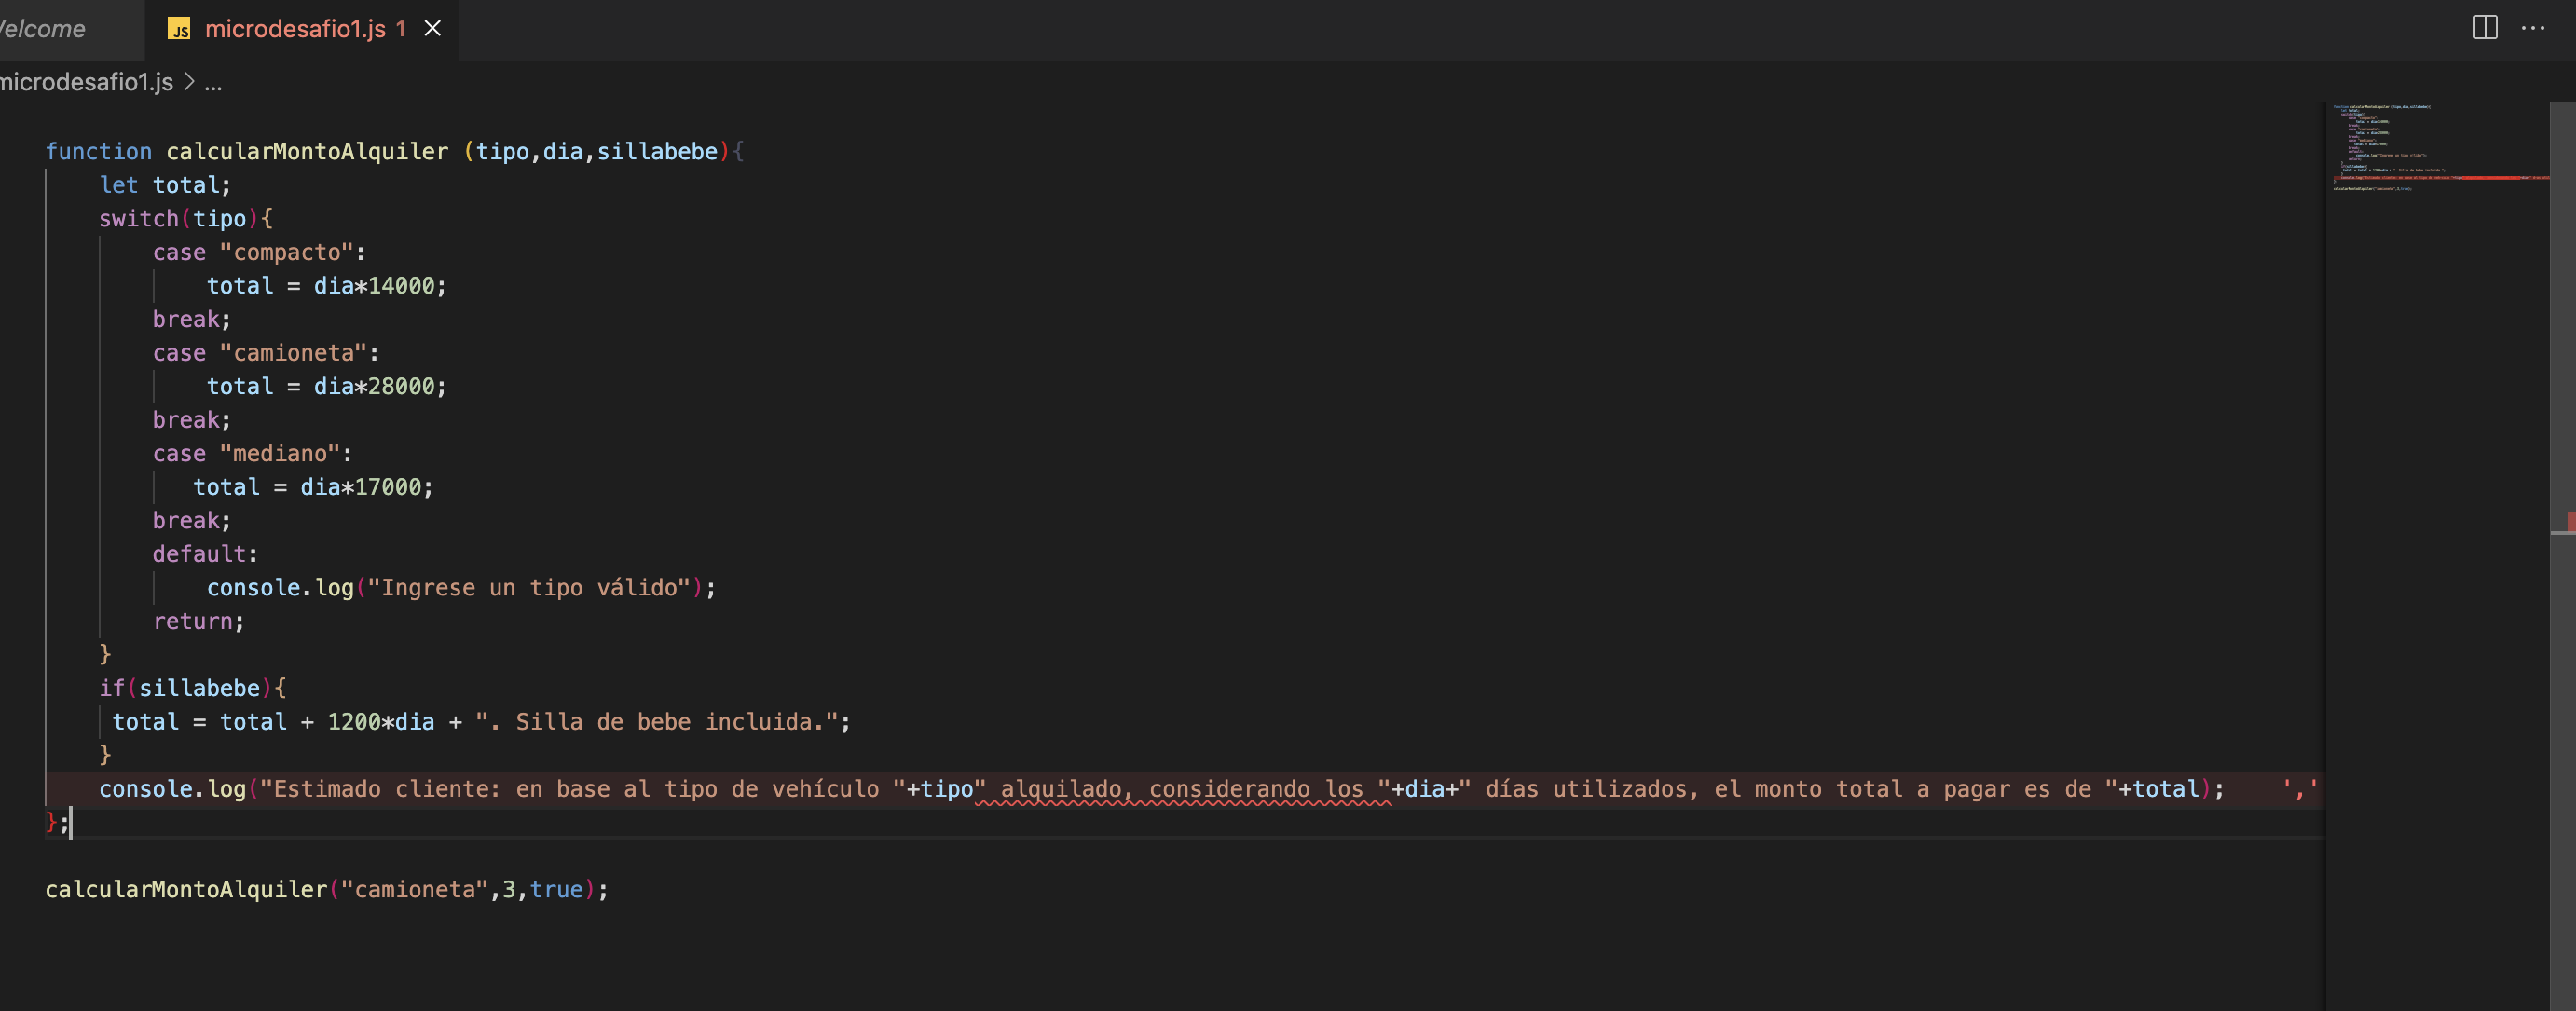 elcome
JS microdesafio1.js 1
microdesafio1.js > ...
function calcularMontoAlquiler (tipo,dia,sillabebe){
    let total;
    switch(tipo){
        case "compacto":
            total = dia*14000;
        break;
        case "camioneta":
            total = dia*28000;
        break;
        case "mediano":
           total = dia*17000;
        break;
        default:
            console.log("Ingrese un tipo válido");
        return;
    }
    if(sillabebe){
     total = total + 1200*dia + ". Silla de bebe incluida.";
    }
    console.log("Estimado cliente: en base al tipo de vehículo "+tipo" alquilado, considerando los "+dia+" días utilizados, el monto total a pagar es de "+total);    ','
};
calcularMontoAlquiler("camioneta",3,true);